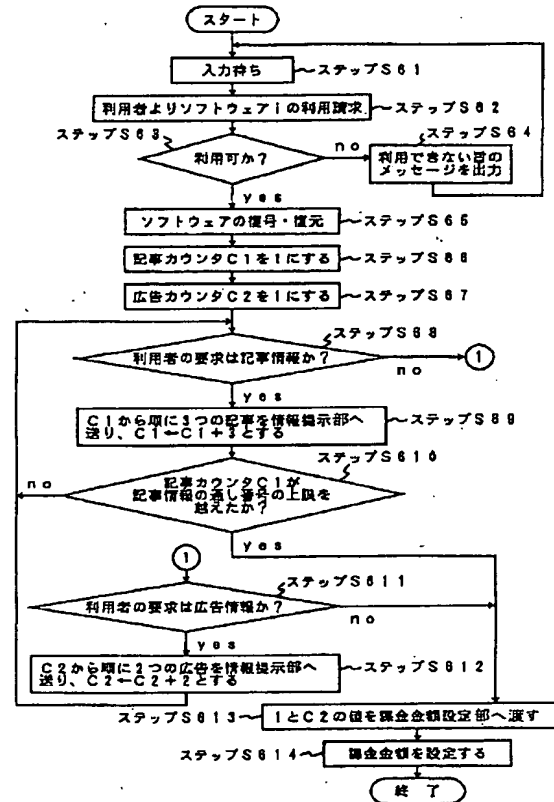 スタート
入力待ち
ステップS61
利用者よりソフトウェアiの利用請求
ステップS62
ステップS63
利用可か?
no
ステップS64
利用できない旨の
メッセージを出力
yes
ソフトウェアの復号・復元
ステップS65
記事カウンタC1を1にする
ステップS66
広告カウンタC2を1にする
ステップS67
ステップS68
利用者の要求は記事情報か?
no
1
yes
C1から順に3つの記事を情報提示部へ
送り、C1←C1+3とする
ステップS69
ステップS610
no
記事カウンタC1が
記事情報の通し番号の上限を
越えたか?
yes
1
ステップS611
利用者の要求は広告情報か?
no
yes
C2から順に2つの広告を情報提示部へ
送り、C2←C2+2とする
ステップS612
ステップS613
1とC2の値を課金金額設定部へ渡す
ステップS614
課金金額を設定する
終了